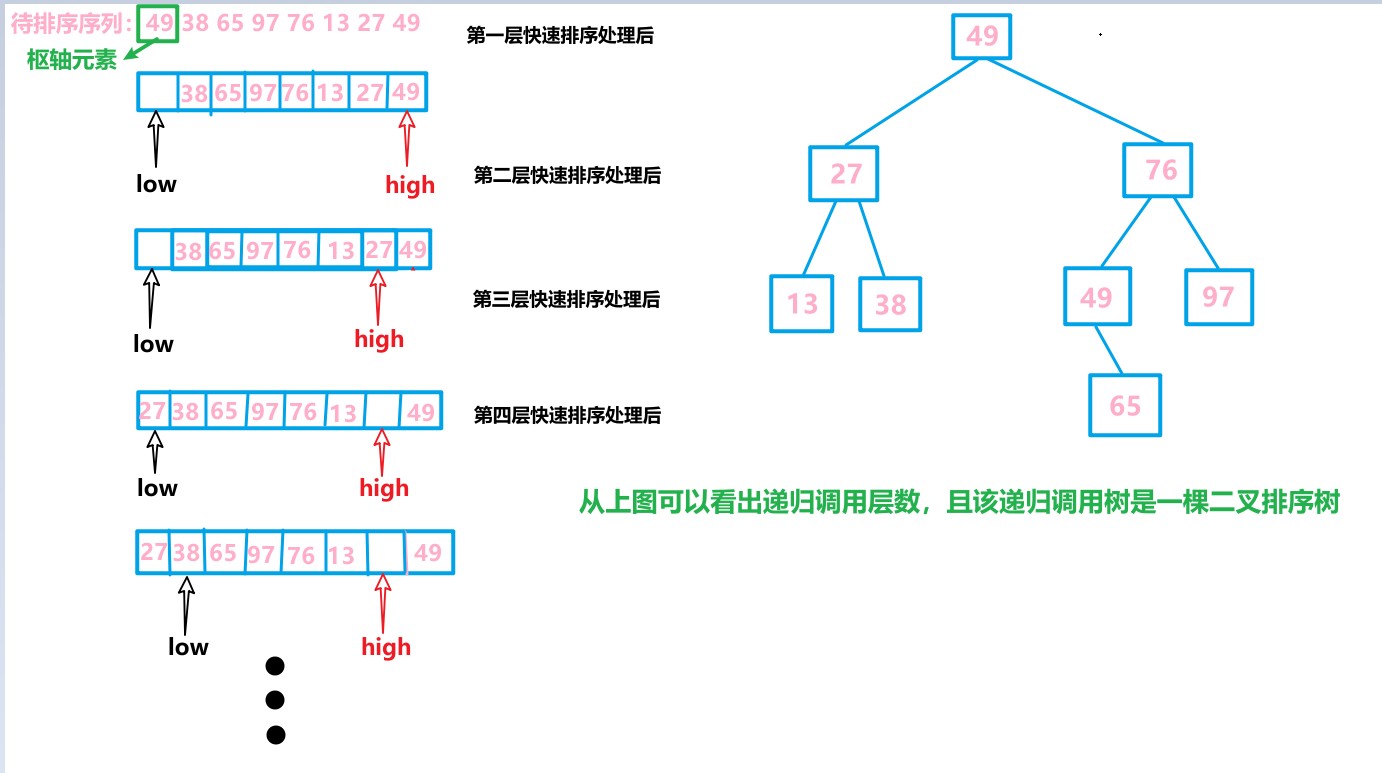 待排序序列：49 38 65 97 76 13 27 49
枢轴元素
38 65 97 76 13 27 49
low
high
38 65 97 76 13 27 49
low
high
27 38 65 97 76 13 49
low
high
27 38 65 97 76 13 49
low
high
第一层快速排序处理后
49
第二层快速排序处理后
27 76
第三层快速排序处理后
13 38 49 97
第四层快速排序处理后
65
从上图可以看出递归调用层数，且该递归调用树是一棵二叉排序树